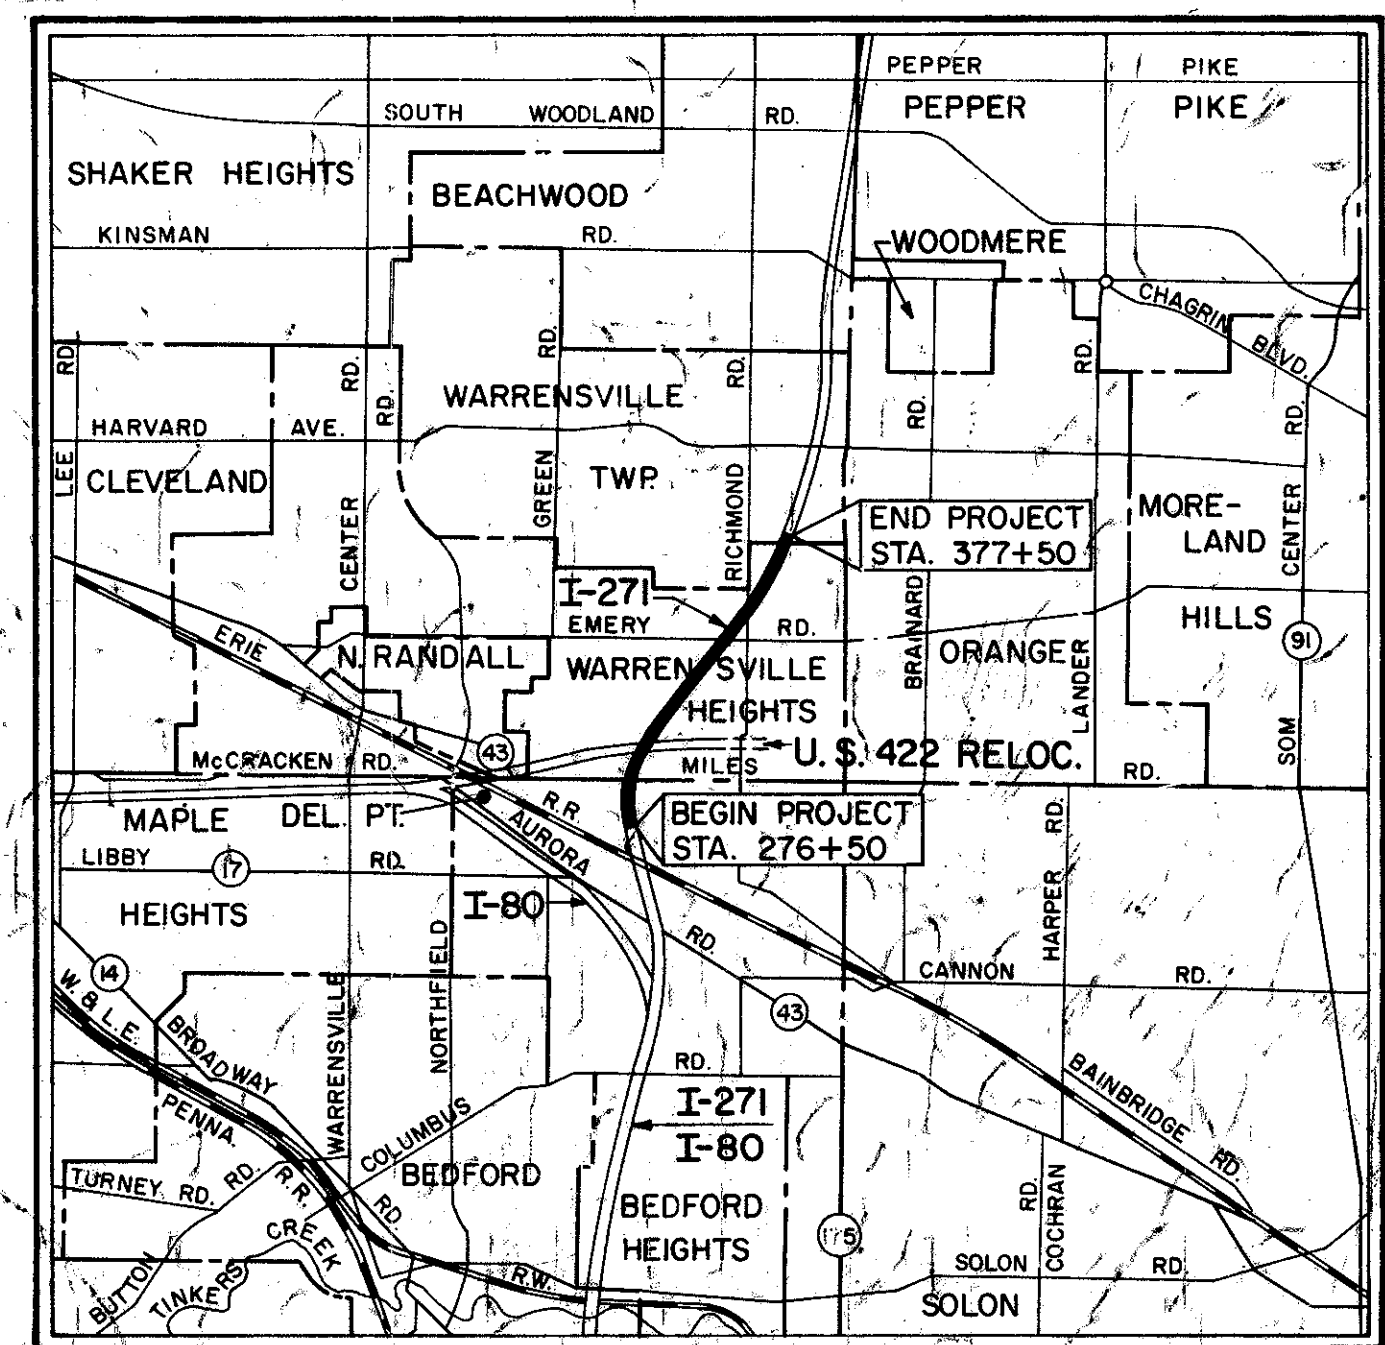 PEPPER PIKE
SOUTH WOODLAND RD.
PEPPER PIKE
SHAKER HEIGHTS
BEACHWOOD
KINSMAN RD.
WOODMERE
CHAGRIN BLVD.
LEE RD.
CENTER RD.
RD.
GREEN RD.
RICHMOND RD.
RD.
RD.
WARRENSVILLE
TWP.
HARVARD AVE.
CLEVELAND
END PROJECT
STA. 377+50
MORE-
LAND
HILLS
SOM CENTER RD.
91
I-271
EMERY RD.
BRAINARD
ORANGE
LANDER
ERIE
N. RANDALL
WARRENSVILLE
HEIGHTS
U.S. 422 RELOC.
43
McCRACKEN RD.
MILES RD.
R.R
MAPLE
DEL. PT.
AURORA
BEGIN PROJECT
STA. 276+50
LIBBY RD.
17
HEIGHTS
I-80
HARPER RD.
RD.
14
W. & L.E.
BROADWAY
WARRENSVILLE
NORTHFIELD
CANNON RD.
43
RD.
PENNA.
R.R.
COLUMBUS
I-271
I-80
BAINBRIDGE RD.
TURNEY RD.
RD.
RD.
BEDFORD
BEDFORD
HEIGHTS
175
COCHRAN RD.
BUTTON
TINKERS CREEK
R.W.
SOLON RD.
SOLON